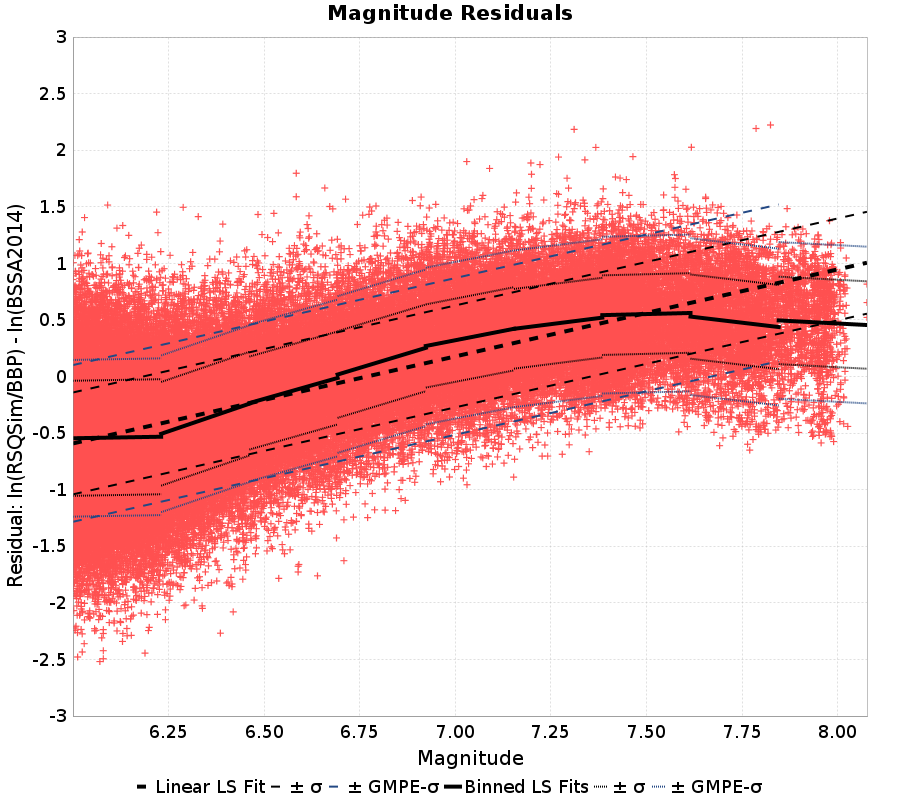 Magnitude Residuals
Residual: ln(RSQSim/BBP) - ln(BSSA2014)
3
2.5
2
1.5
1
0.5
0
-0.5
-1
-1.5
-2
-2.5
-3
6.25 6.50 6.75 7.00 7.25 7.50 7.75 8.00
Magnitude
Linear LS Fit ± σ ± GMPE-σ Binned LS Fits ± σ ± GMPE-σ